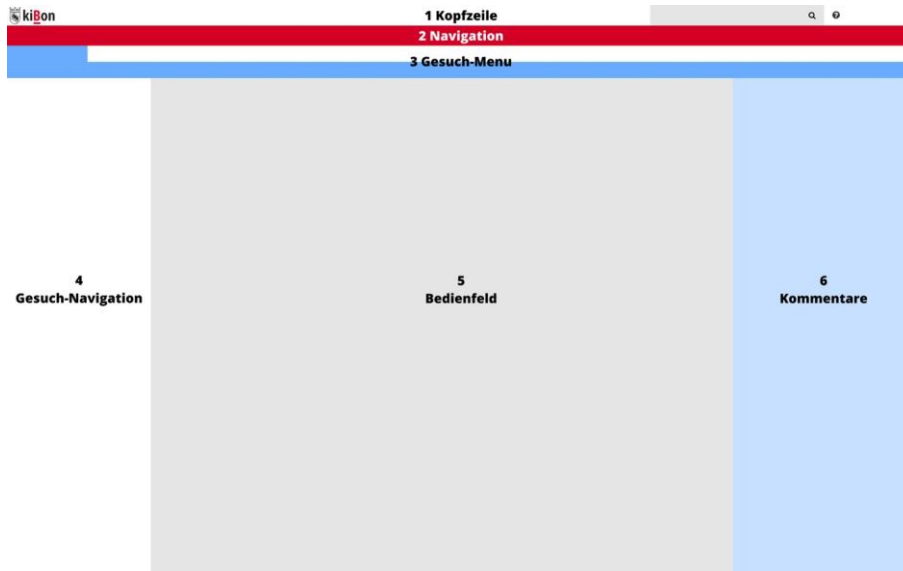 kiBon
1 Kopfzeile
2 Navigation
3 Gesuch-Menu
4
Gesuch-Navigation
5
Bedienfeld
6
Kommentare